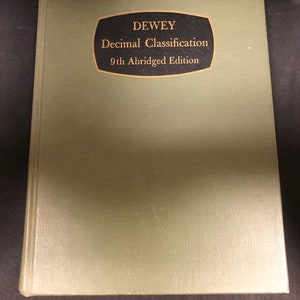 DEWEY
Decimal Classification
9th Abridged Edition